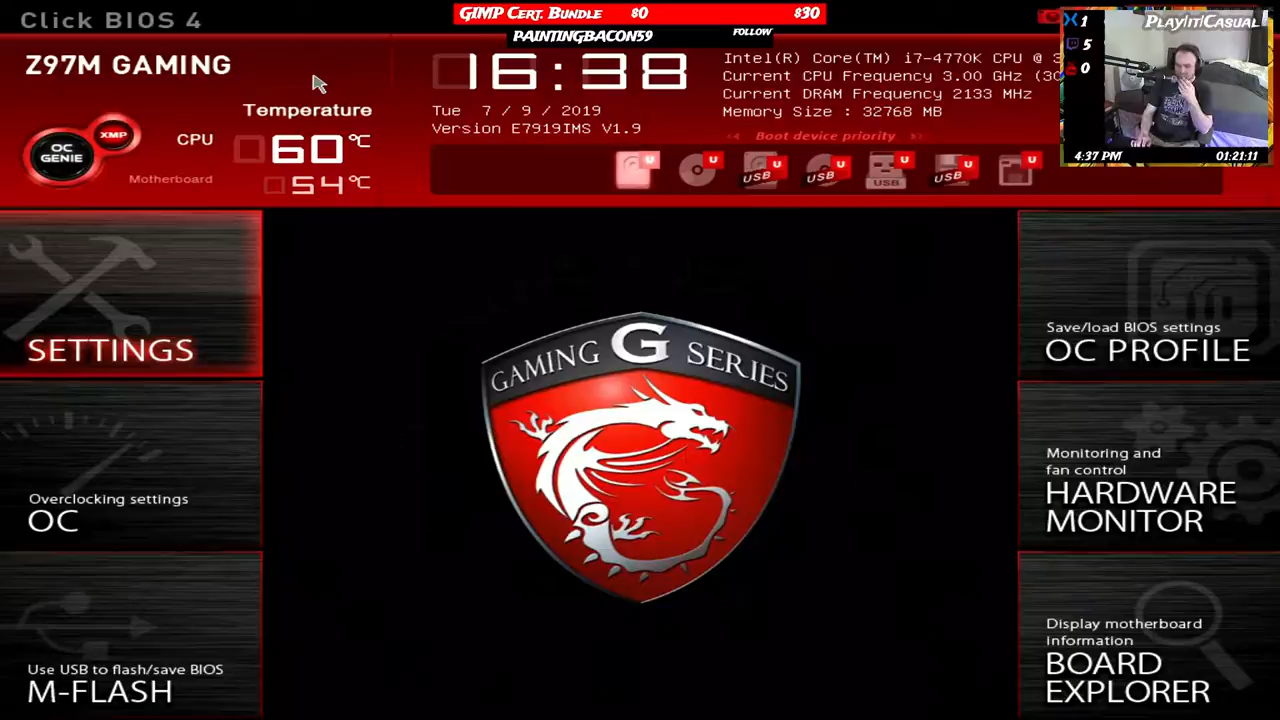 Click BIOS 4
GIMP Cert. Bundle $0 $30
PAINTINGBACON59 FOLLOW
1
5
0
PlayItCasual
4:37 PM 01:21:11
Z97M GAMING
OC GENIE
XMP
Temperature
CPU 60°C
Motherboard 54°C
16:38
Tue 7 / 9 / 2019
Version E7919IMS V1.9
Intel(R) Core(TM) i7-4770K CPU @ 3
Current CPU Frequency 3.00 GHz (30
Current DRAM Frequency 2133 MHz
Memory Size : 32768 MB
Boot device priority
U U U U U U U
USB USB USB USB
SETTINGS
Overclocking settings
OC
Use USB to flash/save BIOS
M-FLASH
GAMING G SERIES
Save/load BIOS settings
OC PROFILE
Monitoring and
fan control
HARDWARE
MONITOR
Display motherboard
information
BOARD
EXPLORER